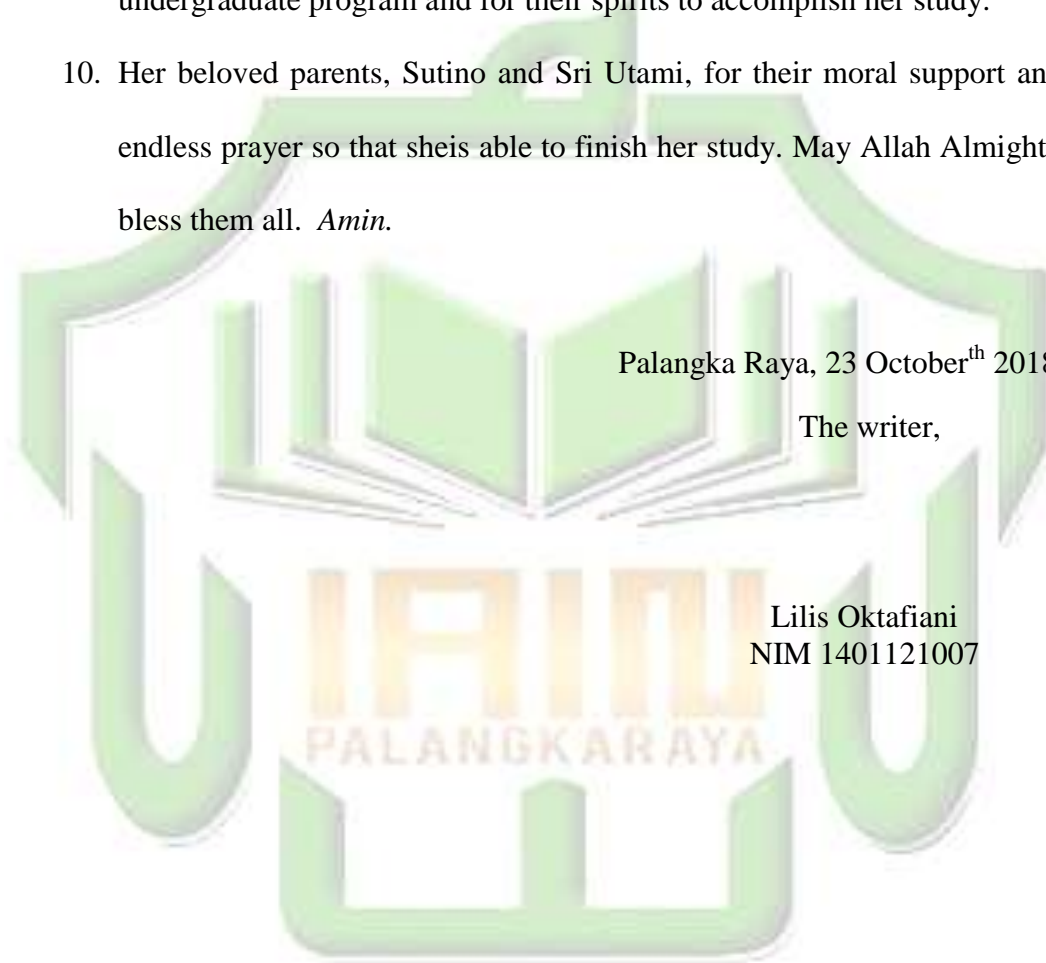 undergraduate program and for their spirits to accomplish her study.
10. Her beloved parents, Sutino and Sri Utami, for their moral support an
endless prayer so that sheis able to finish her study. May Allah Almight
bless them all. Amin.
Palangka Raya, 23 October th 2018
The writer,
Lilis Oktafiani
NIM 1401121007
IAIN
PALANGKARAYA